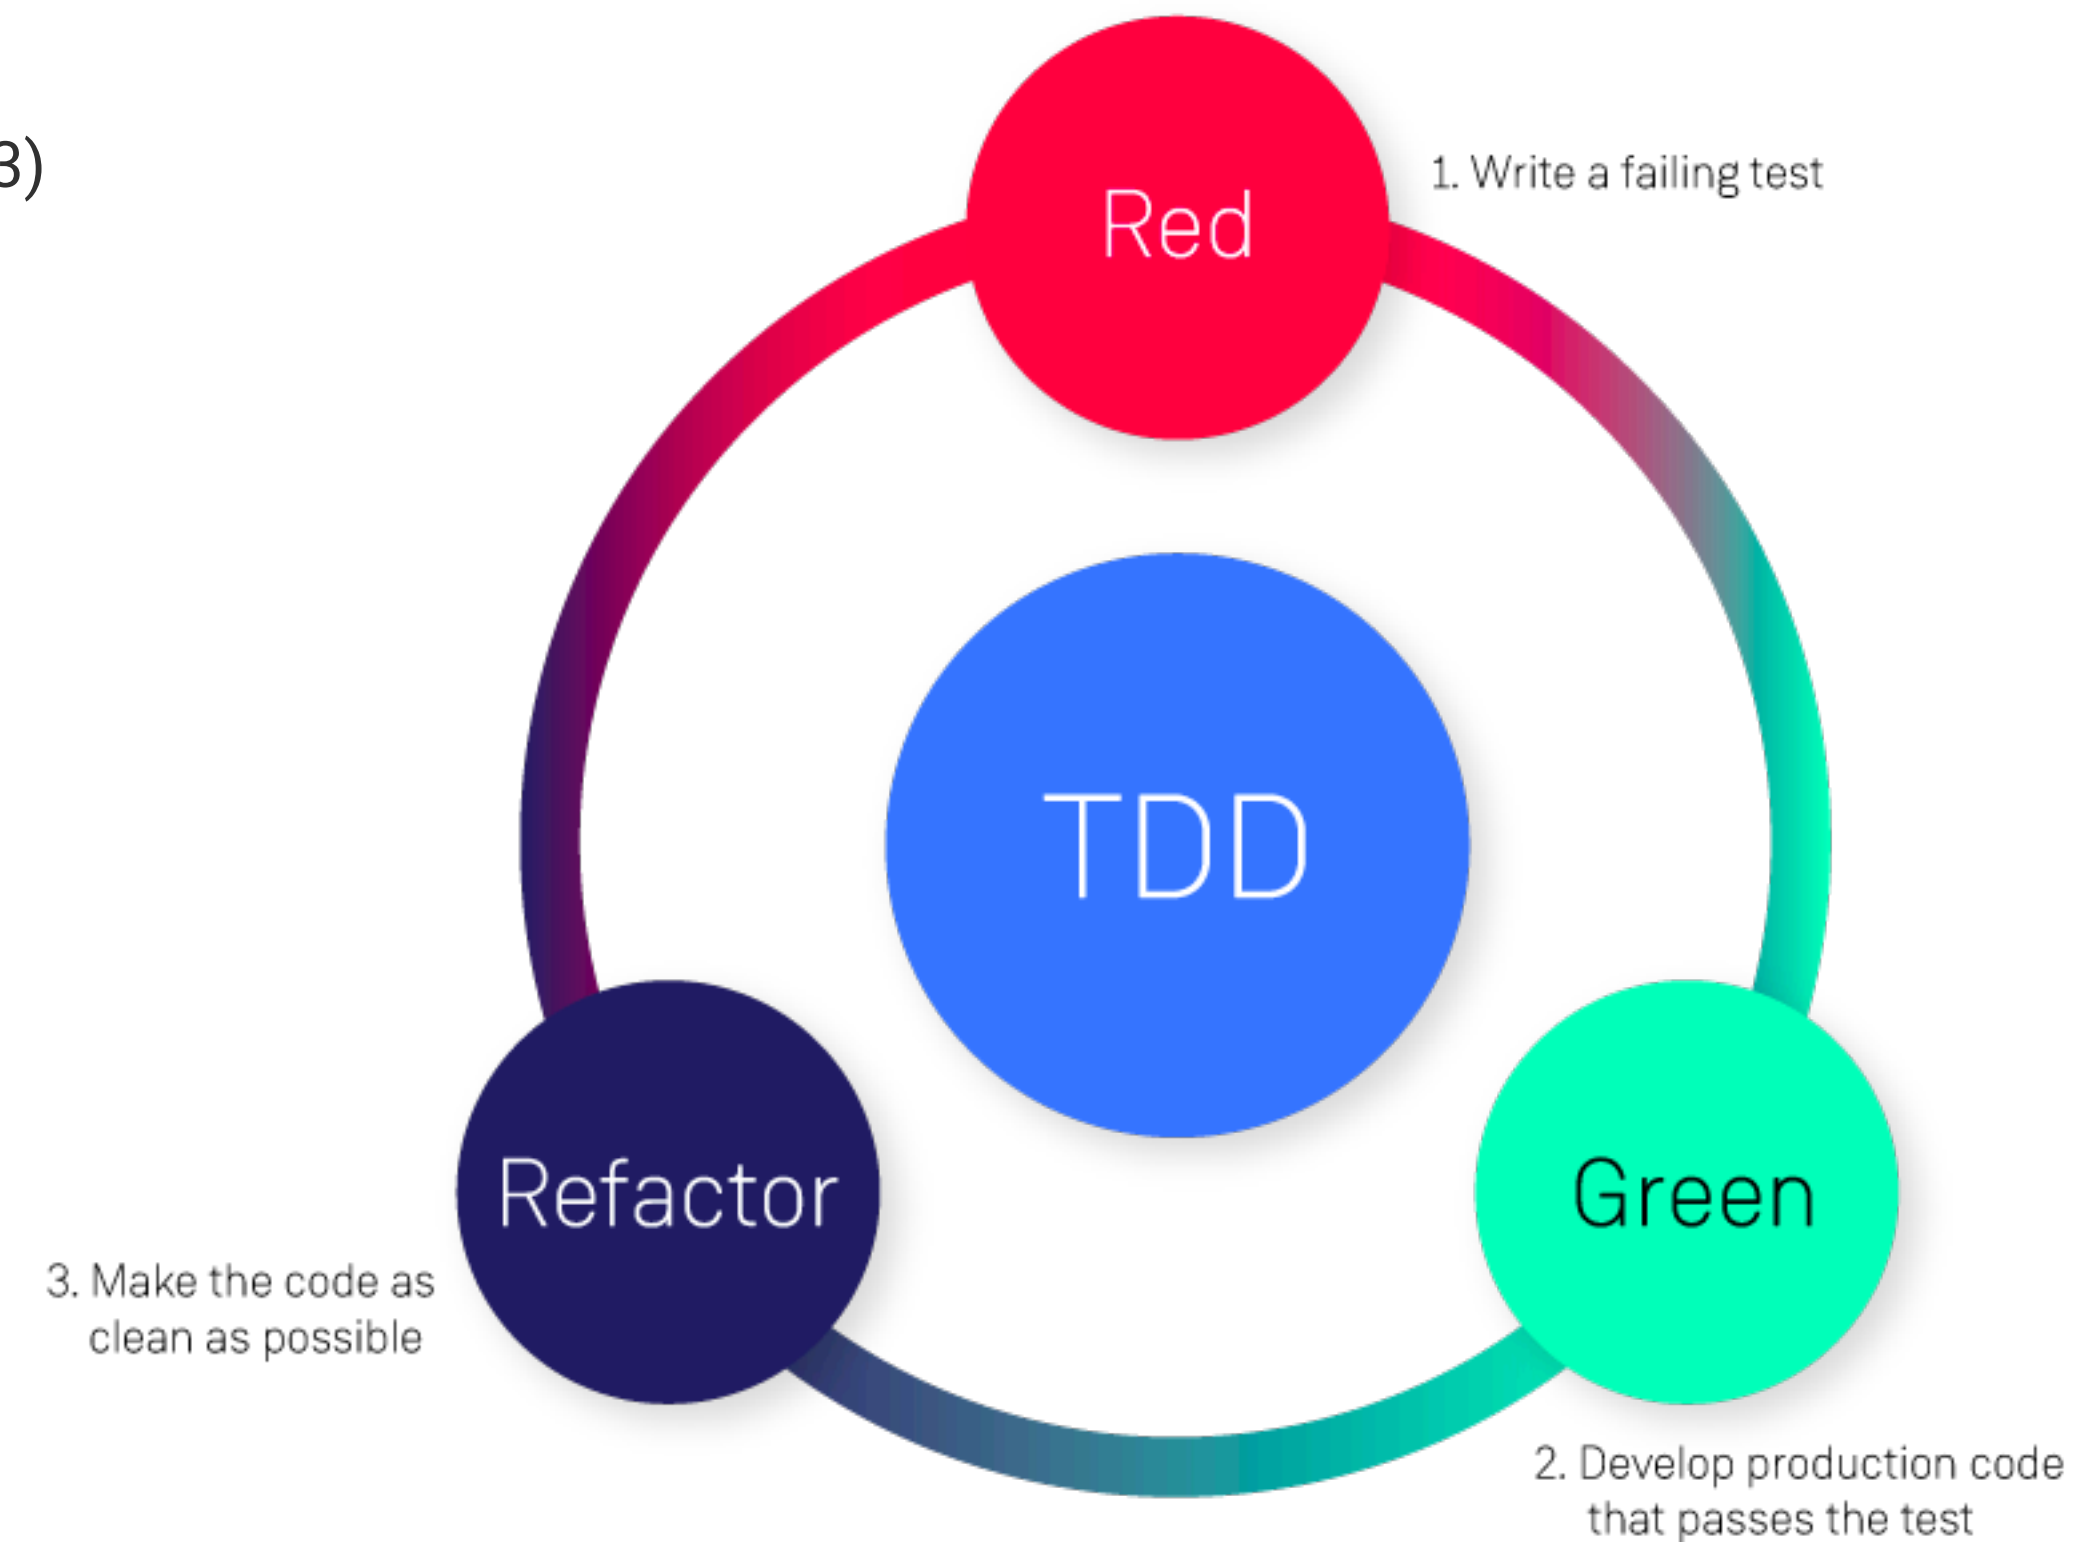 3)
Red
1. Write a failing test
TDD
Refactor
Green
3. Make the code as
clean as possible
2. Develop production code
that passes the test